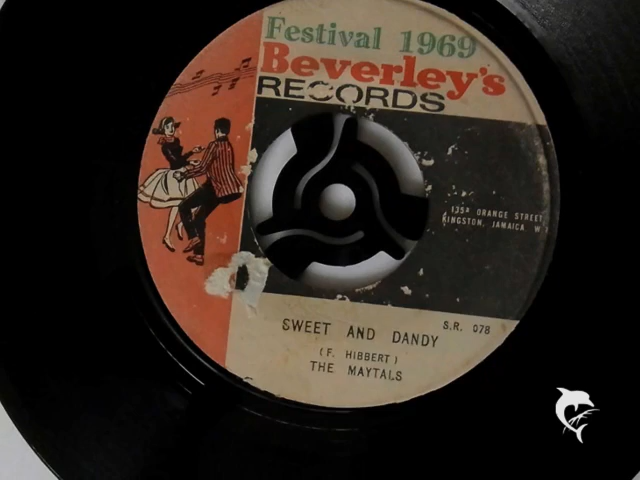 Festival 1969
Beverley's
RECORDS
135A ORANGE STREET
KINGSTON, JAMAICA W
SWEET AND DANDY
S.R. 078
(F. HIBBERT)
THE MAYTALS